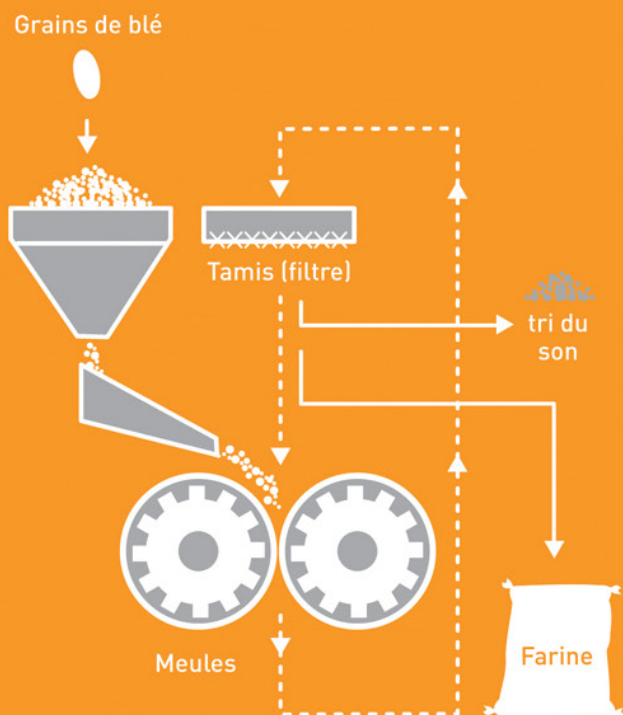 Grains de blé
Tamis (filtre)
tri du
son
Meules
Farine